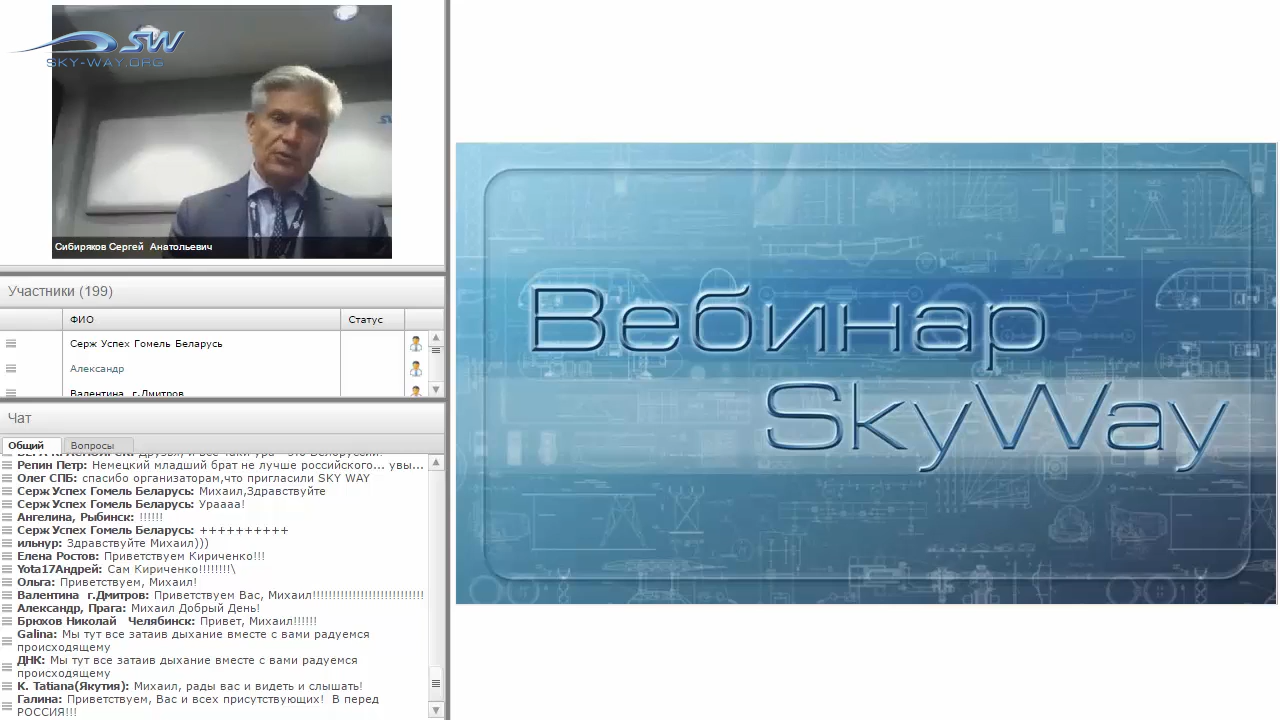 SW
SKY-WAY.ORG
Сибиряков Сергей Анатольевич
Участники (199)
ФИО Статус
Серж Успех Гомель Беларусь
Александр
Валентина г.Дмитров
Чат
Общий Вопросы
Репин Петр: Немецкий младший брат не лучше российского... увы...
Олег СПБ: спасибо организаторам,что пригласили SKY WAY
Серж Успех Гомель Беларусь: Михаил,Здравствуйте
Серж Успех Гомель Беларусь: Ураааа!
Ангелина, Рыбинск: !!!!!!
Серж Успех Гомель Беларусь: ++++++++++
ильнур: Здравствуйте Михаил)))
Елена Ростов: Приветствуем Кириченко!!!
Yota17Андрей: Сам Кириченко!!!!!!!!\
Ольга: Приветствуем, Михаил!
Валентина г.Дмитров: Приветствуем Вас, Михаил!!!!!!!!!!!!!!!!!!!!!!!!!!!!
Александр, Прага: Михаил Добрый День!
Брюхов Николай Челябинск: Привет, Михаил!!!!!!
Galina: Мы тут все затаив дыхание вместе с вами радуемся
происходящему
ДНК: Мы тут все затаив дыхание вместе с вами радуемся
происходящему
К. Tatiana(Якутия): Михаил, рады вас и видеть и слышать!
Галина: Приветствуем, Вас и всех присутствующих! В перед
РОССИЯ!!!
Вебинар
SkyWay